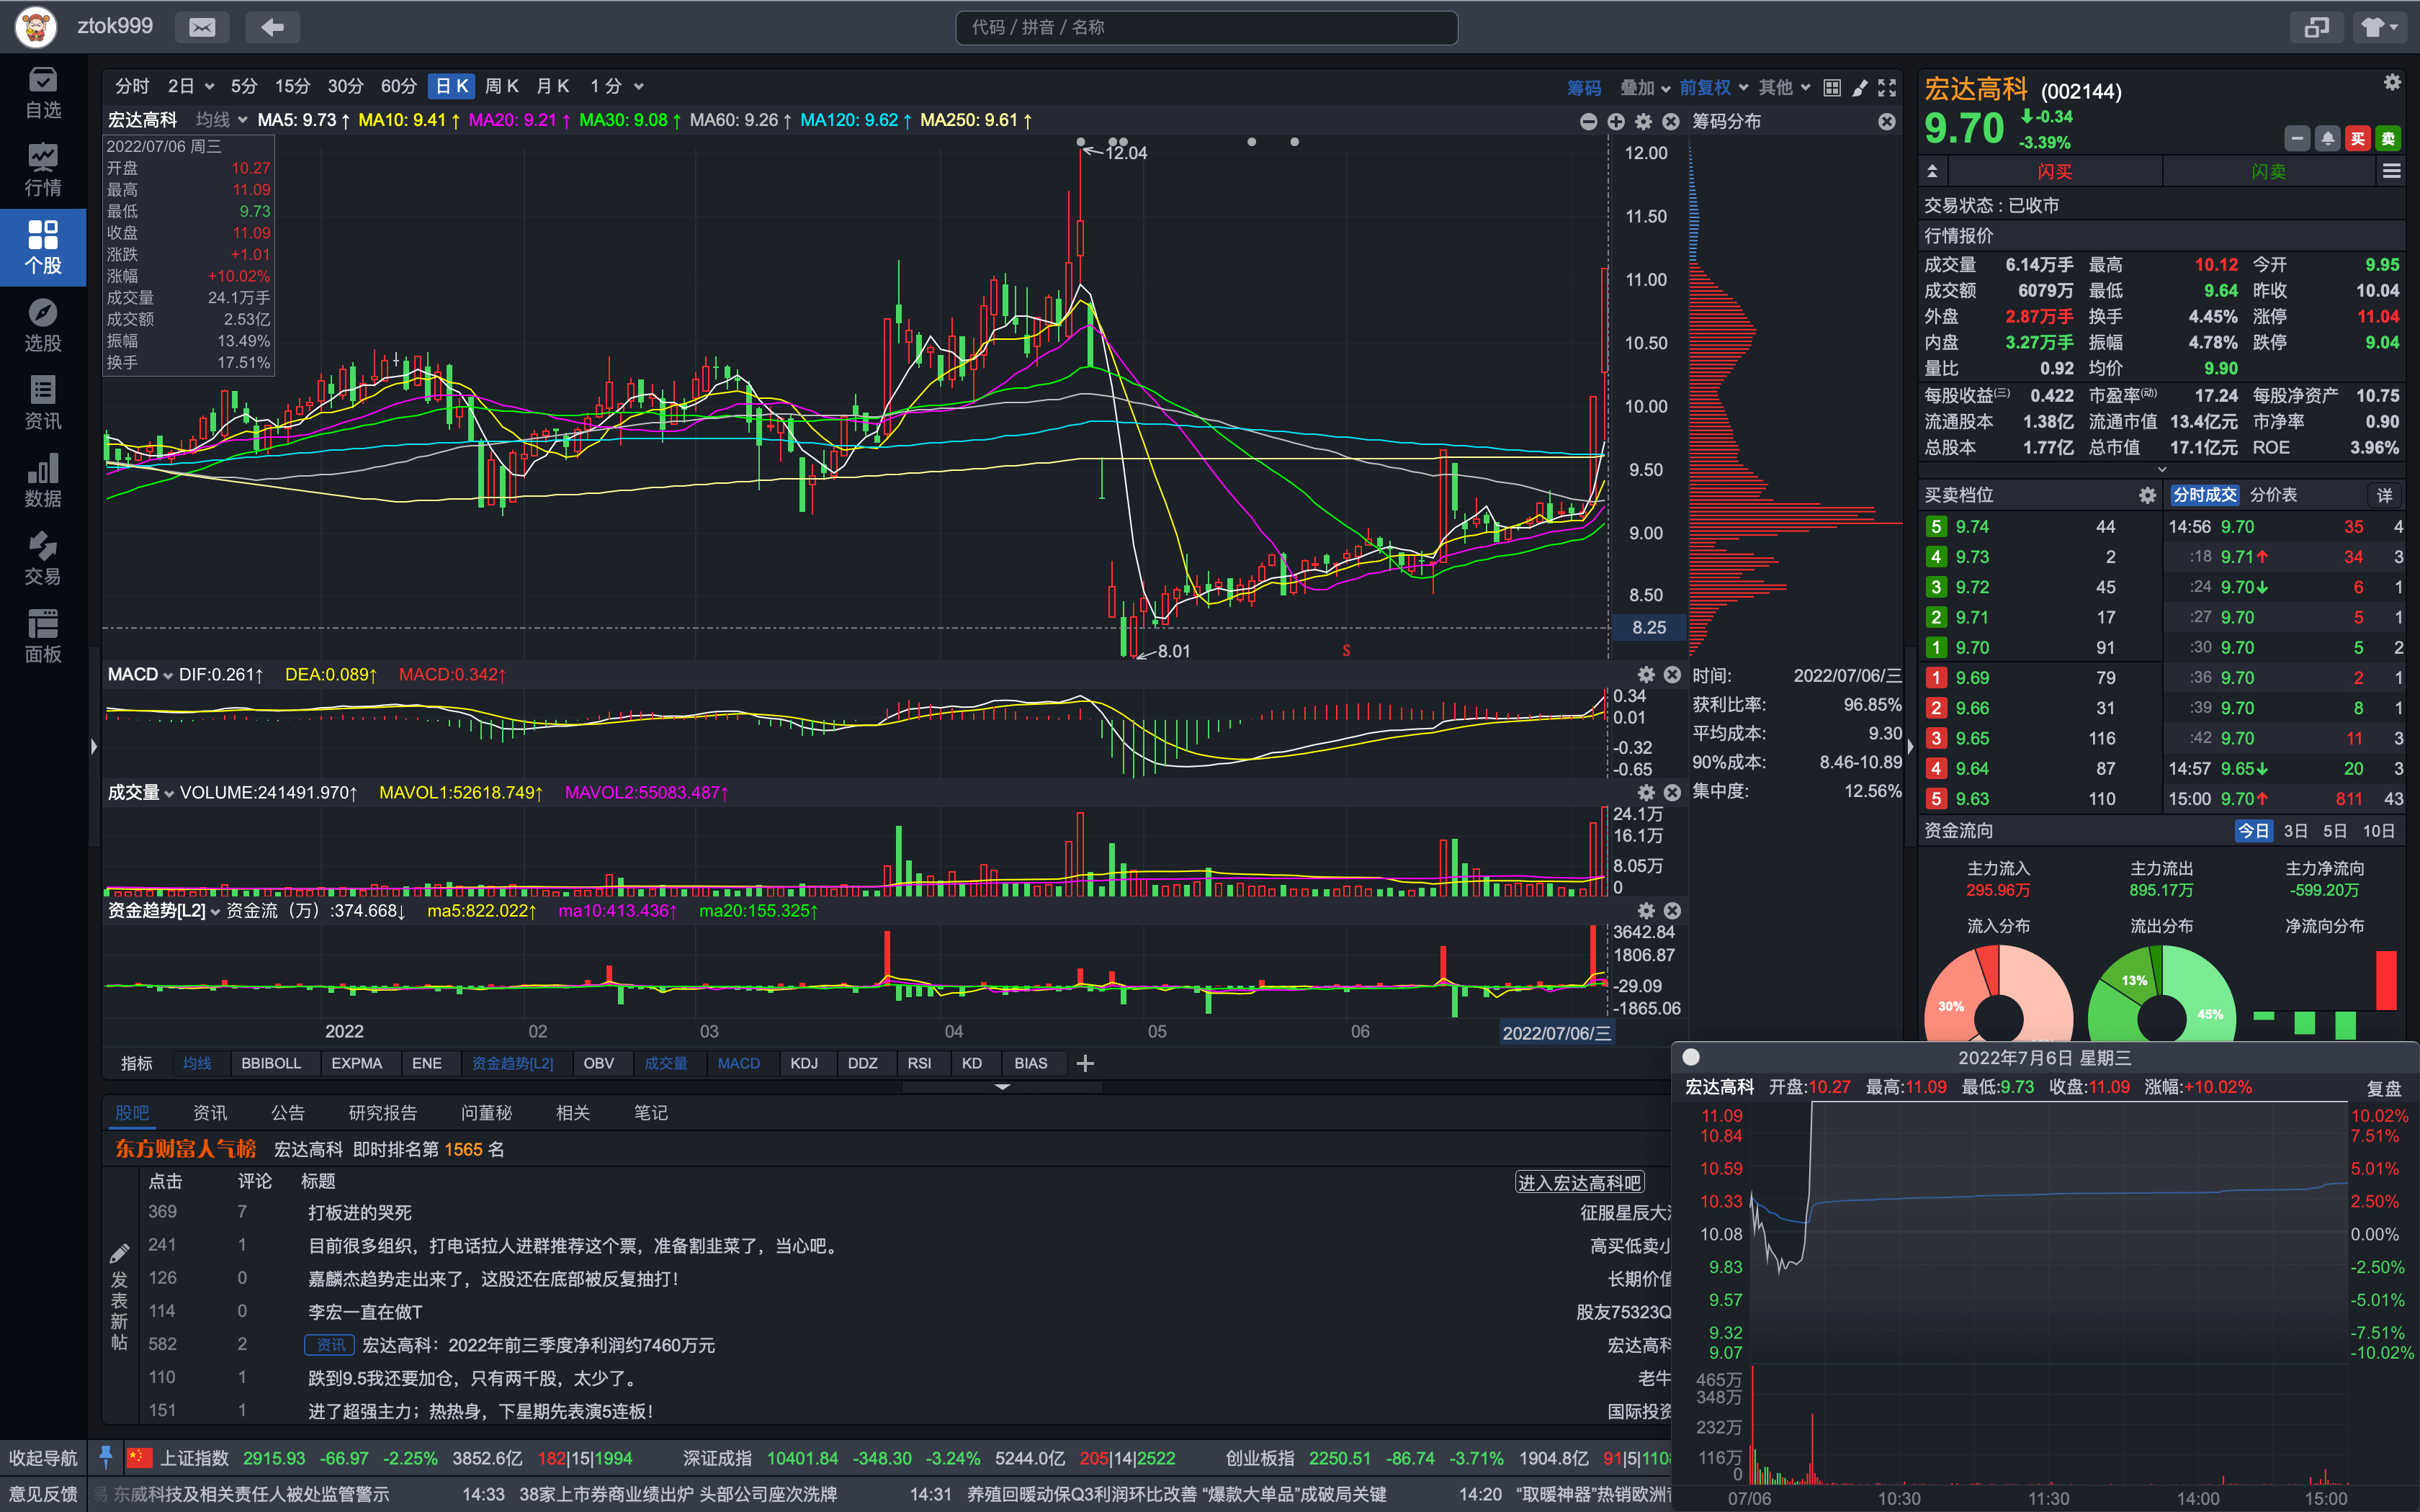 ztok999
代码 / 拼音 / 名称
自选
行情
个股
选股
资讯
数据
交易
面板
分时 2日 5分 15分 30分 60分 日K 周K 月K 1分 筹码 叠加 前复权 其他
宏达高科 均线 MA5: 9.73↑ MA10: 9.41↑ MA20: 9.21↑ MA30: 9.08↑ MA60: 9.26↑ MA120: 9.62↑ MA250: 9.61↑ 筹码分布
2022/07/06 周三
开盘 10.27
最高 11.09
最低 9.73
收盘 11.09
涨跌 +1.01
涨幅 +10.02%
成交量 24.1万手
成交额 2.53亿
振幅 13.49%
换手 17.51%
12.04
8.01
S
12.00
11.50
11.00
10.50
10.00
9.50
9.00
8.50
8.25
MACD DIF:0.261↑ DEA:0.089↑ MACD:0.342↑
0.34
0.01
-0.32
-0.65
成交量 VOLUME:241491.970↑ MAVOL1:52618.749↑ MAVOL2:55083.487↑
24.1万
16.1万
8.05万
0
资金趋势[L2] 资金流（万）:374.668↓ ma5:822.022↑ ma10:413.436↑ ma20:155.325↑
3642.84
1806.87
-29.09
-1865.06
2022 02 03 04 05 06 2022/07/06/三
时间: 2022/07/06/三
获利比率: 96.85%
平均成本: 9.30
90%成本: 8.46-10.89
集中度: 12.56%
指标 均线 BBIBOLL EXPMA ENE 资金趋势[L2] OBV 成交量 MACD KDJ DDZ RSI KD BIAS
宏达高科 (002144)
9.70 -0.34
-3.39%
买 卖
闪买 闪卖
交易状态 : 已收市
行情报价
成交量 6.14万手 最高 10.12 今开 9.95
成交额 6079万 最低 9.64 昨收 10.04
外盘 2.87万手 换手 4.45% 涨停 11.04
内盘 3.27万手 振幅 4.78% 跌停 9.04
量比 0.92 均价 9.90
每股收益(三) 0.422 市盈率(动) 17.24 每股净资产 10.75
流通股本 1.38亿 流通市值 13.4亿元 市净率 0.90
总股本 1.77亿 总市值 17.1亿元 ROE 3.96%
买卖档位 分时成交 分价表 详
5 9.74 44 14:56 9.70 35 4
4 9.73 2 :18 9.71↑ 34 3
3 9.72 45 :24 9.70↓ 6 1
2 9.71 17 :27 9.70 5 1
1 9.70 91 :30 9.70 5 2
1 9.69 79 :36 9.70 2 1
2 9.66 31 :39 9.70 8 1
3 9.65 116 :42 9.70 11 3
4 9.64 87 14:57 9.65↓ 20 3
5 9.63 110 15:00 9.70↑ 811 43
资金流向 今日 3日 5日 10日
主力流入 主力流出 主力净流向
295.96万 895.17万 -599.20万
流入分布 流出分布 净流向分布
30% 13% 45%
股吧 资讯 公告 研究报告 问董秘 相关 笔记
东方财富人气榜 宏达高科 即时排名第 1565 名
点击 评论 标题 进入宏达高科吧
369 7 打板进的哭死 征服星辰大
241 1 目前很多组织，打电话拉人进群推荐这个票，准备割韭菜了，当心吧。 高买低卖小
126 0 嘉麟杰趋势走出来了，这股还在底部被反复抽打！ 长期价值
114 0 李宏一直在做T 股友75323Q
582 2 资讯 宏达高科：2022年前三季度净利润约7460万元 宏达高科
110 1 跌到9.5我还要加仓，只有两千股，太少了。 老牛
151 1 进了超强主力；热热身，下星期先表演5连板！ 国际投资
发表新帖
2022年7月6日 星期三
宏达高科 开盘:10.27 最高:11.09 最低:9.73 收盘:11.09 涨幅:+10.02% 复盘
11.09 10.02%
10.84 7.51%
10.59 5.01%
10.33 2.50%
10.08 0.00%
9.83 -2.50%
9.57 -5.01%
9.32 -7.51%
9.07 -10.02%
465万
348万
232万
116万
0
07/06 10:30 11:30 14:00 15:00
收起导航 上证指数 2915.93 -66.97 -2.25% 3852.6亿 182|15|1994 深证成指 10401.84 -348.30 -3.24% 5244.0亿 205|14|2522 创业板指 2250.51 -86.74 -3.71% 1904.8亿 91|5|110
意见反馈 易 东威科技及相关责任人被处监管警示 14:33 38家上市券商业绩出炉 头部公司座次洗牌 14:31 养殖回暖动保Q3利润环比改善 “爆款大单品”成破局关键 14:20 “取暖神器”热销欧洲